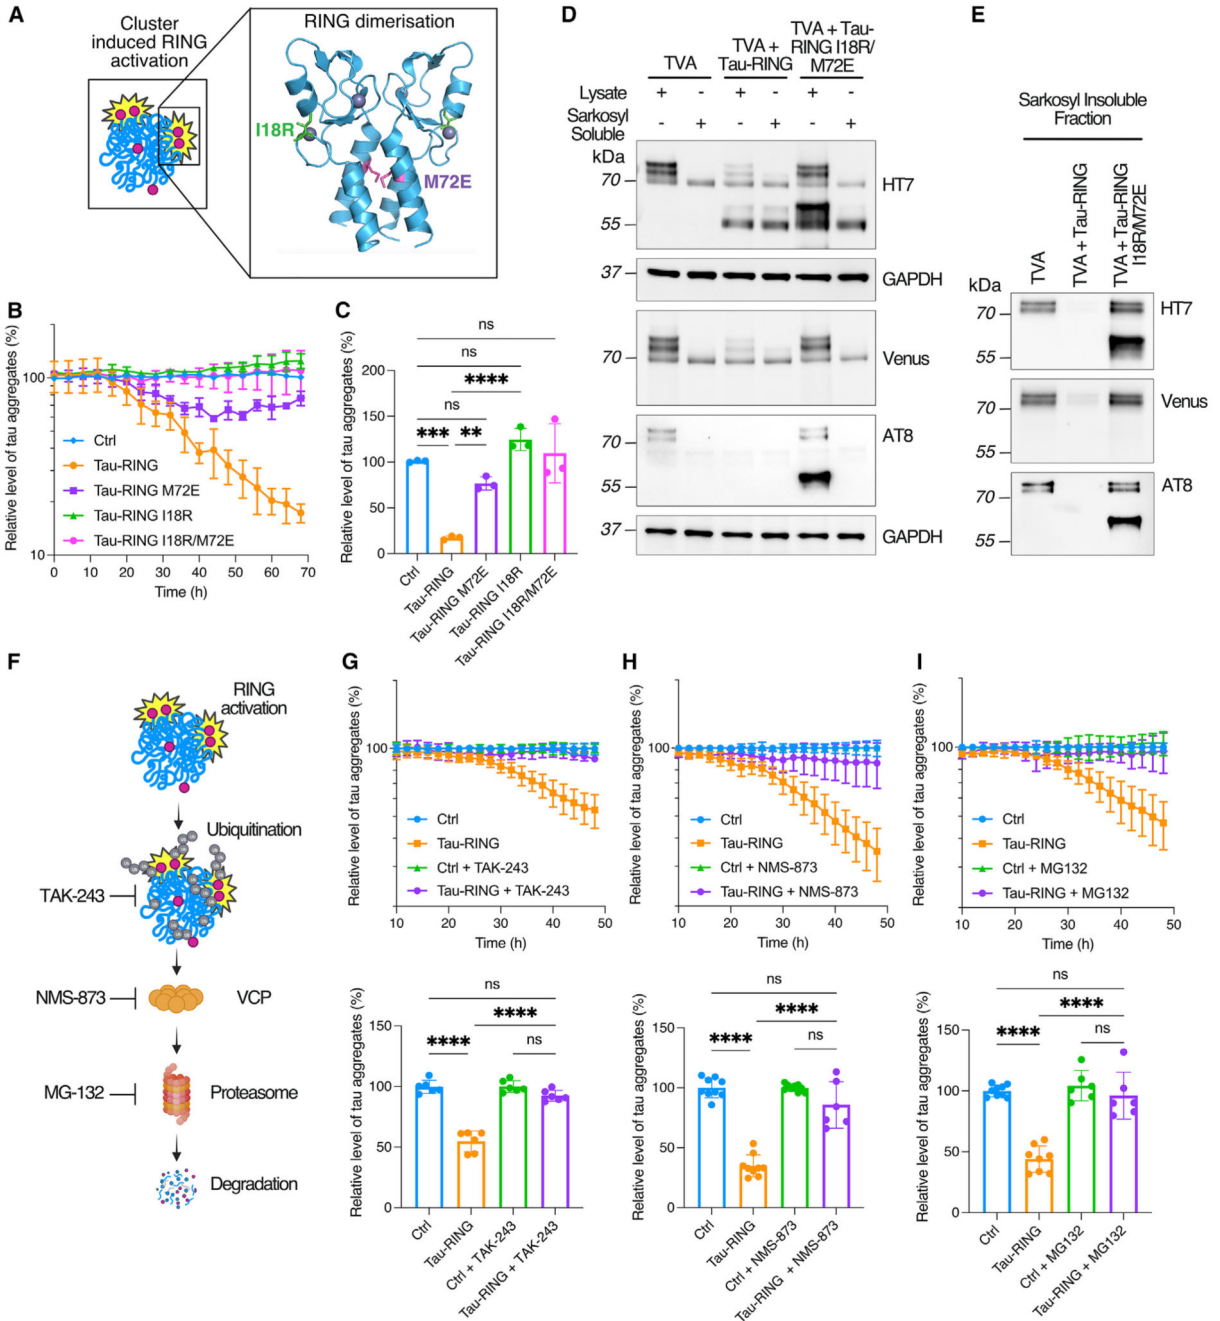 A
Cluster
induced RING
activation
RING dimerisation
I18R
M72E
B
Relative level of tau aggregates (%)
100
10
Ctrl
Tau-RING
Tau-RING M72E
Tau-RING I18R
Tau-RING I18R/M72E
0 10 20 30 40 50 60 70
Time (h)
C
Relative level of tau aggregates (%)
200
150
100
50
0
ns
ns
****
ns
*** **
Ctrl
Tau-RING
Tau-RING M72E
Tau-RING I18R
Tau-RING I18R/M72E
D
TVA
TVA +
Tau-RING
TVA + Tau-
RING I18R/
M72E
Lysate + - + - + -
Sarkosyl
Soluble - + - + - +
kDa
70
55
HT7
37
GAPDH
70
Venus
70
55
AT8
37
GAPDH
E
Sarkosyl Insoluble
Fraction
TVA
TVA + Tau-RING
TVA + Tau-RING
I18R/M72E
kDa
70
55
HT7
70
55
Venus
70
55
AT8
F
RING
activation
Ubiquitination
TAK-243
NMS-873
VCP
MG-132
Proteasome
Degradation
G
Relative level of tau aggregates (%)
100
Ctrl
Tau-RING
Ctrl + TAK-243
Tau-RING + TAK-243
10 20 30 40 50
Time (h)
Relative level of tau aggregates (%)
150
100
50
0
ns
****
**** ns
Ctrl
Tau-RING
Ctrl + TAK-243
Tau-RING + TAK-243
H
Relative level of tau aggregates (%)
100
Ctrl
Tau-RING
Ctrl + NMS-873
Tau-RING + NMS-873
10 20 30 40 50
Time (h)
Relative level of tau aggregates (%)
150
100
50
0
ns
****
**** ns
Ctrl
Tau-RING
Ctrl + NMS-873
Tau-RING + NMS-873
I
Relative level of tau aggregates (%)
100
Ctrl
Tau-RING
Ctrl + MG132
Tau-RING + MG132
10 20 30 40 50
Time (h)
Relative level of tau aggregates (%)
150
100
50
0
ns
****
**** ns
Ctrl
Tau-RING
Ctrl + MG132
Tau-RING + MG132